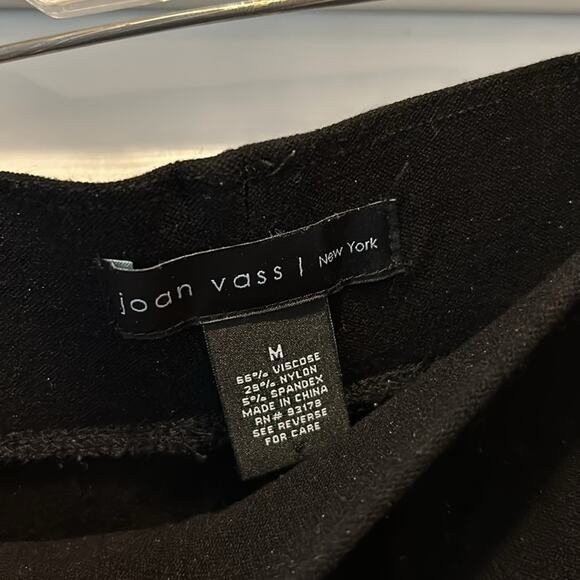 joan vass | New York
M
66% VISCOSE
29% NYLON
5% SPANDEX
MADE IN CHINA
RN# 93178
SEE REVERSE
FOR CARE